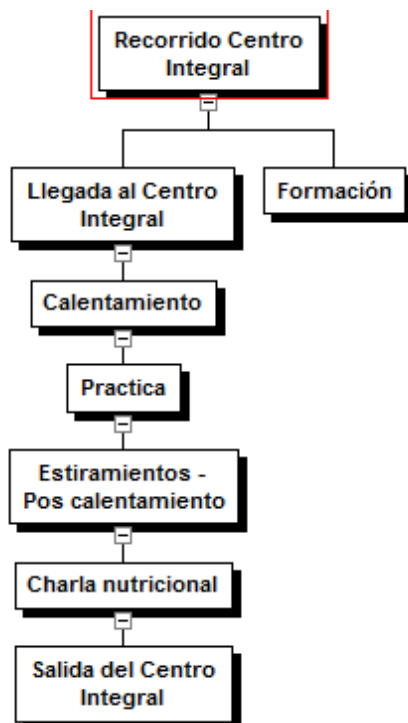 Recorrido Centro
Integral
Llegada al Centro
Integral
Formación
Calentamiento
Practica
Estiramientos -
Pos calentamiento
Charla nutricional
Salida del Centro
Integral